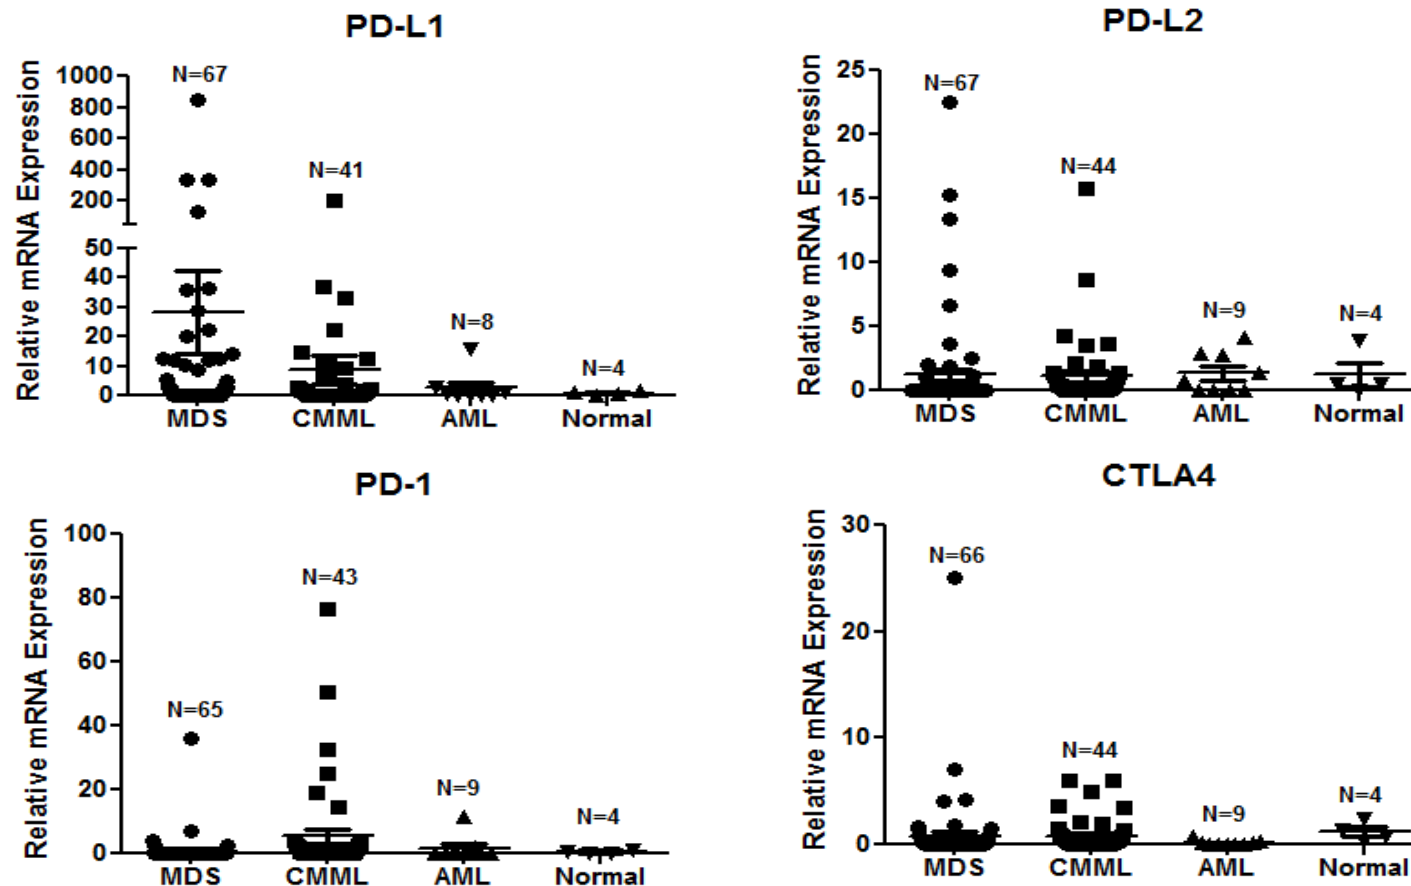 PD-L1
Relative mRNA Expression
1000
800
600
400
200
50
40
30
20
10
0
N=67
N=41
N=8
N=4
MDS CMML AML Normal
PD-L2
Relative mRNA Expression
25
20
15
10
5
0
N=67
N=44
N=9
N=4
MDS CMML AML Normal
PD-1
Relative mRNA Expression
100
80
60
40
20
0
N=65
N=43
N=9
N=4
MDS CMML AML Normal
CTLA4
Relative mRNA Expression
30
20
10
0
N=66
N=44
N=9
N=4
MDS CMML AML Normal